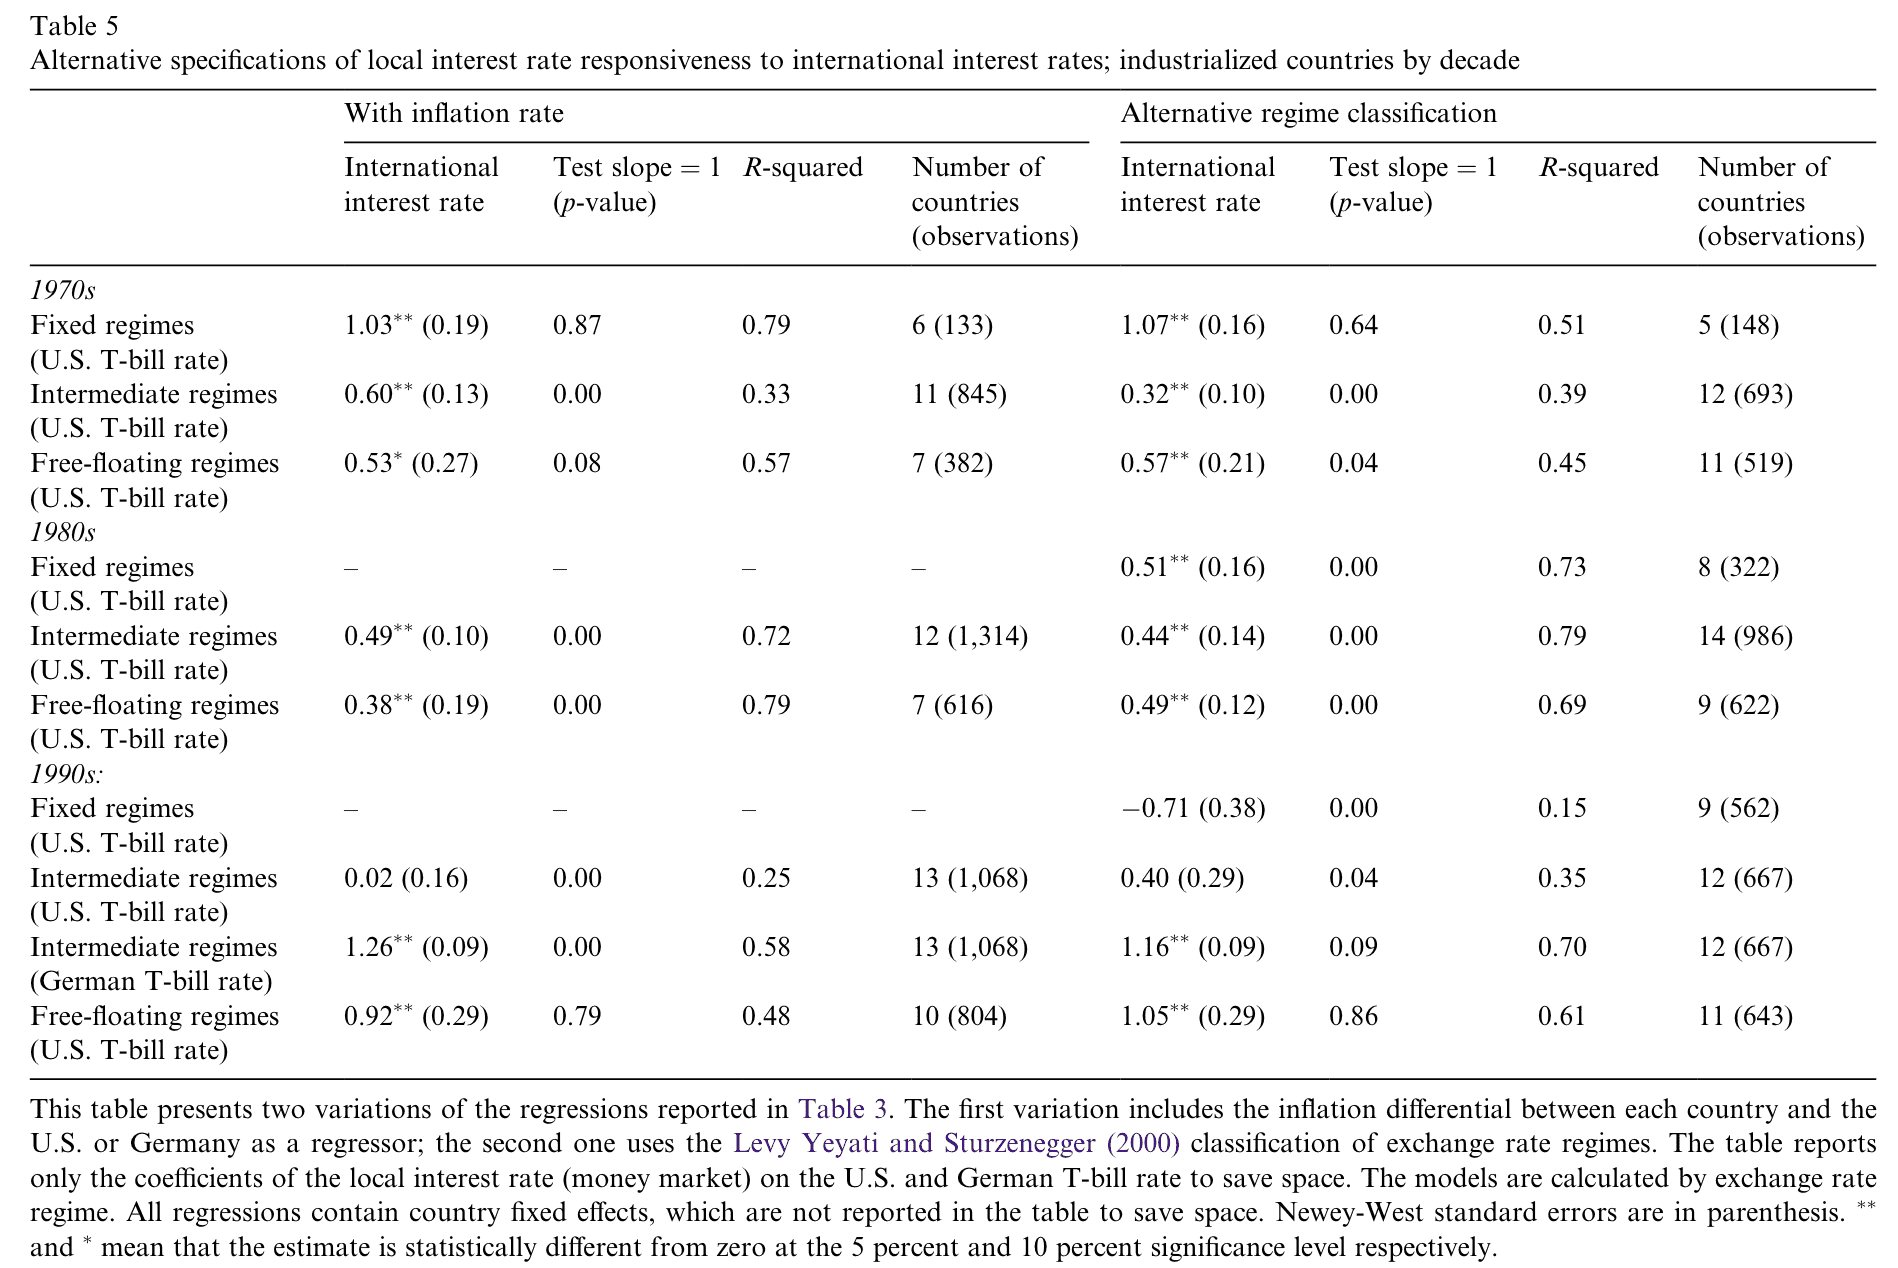 Table 5
Alternative specifications of local interest rate responsiveness to international interest rates; industrialized countries by decade
With inflation rate Alternative regime classification
International interest rate Test slope = 1 (p-value) R-squared Number of countries (observations) International interest rate Test slope = 1 (p-value) R-squared Number of countries (observations)
1970s
Fixed regimes 1.03** (0.19) 0.87 0.79 6 (133) 1.07** (0.16) 0.64 0.51 5 (148)
(U.S. T-bill rate)
Intermediate regimes 0.60** (0.13) 0.00 0.33 11 (845) 0.32** (0.10) 0.00 0.39 12 (693)
(U.S. T-bill rate)
Free-floating regimes 0.53* (0.27) 0.08 0.57 7 (382) 0.57** (0.21) 0.04 0.45 11 (519)
(U.S. T-bill rate)
1980s
Fixed regimes – – – – 0.51** (0.16) 0.00 0.73 8 (322)
(U.S. T-bill rate)
Intermediate regimes 0.49** (0.10) 0.00 0.72 12 (1,314) 0.44** (0.14) 0.00 0.79 14 (986)
(U.S. T-bill rate)
Free-floating regimes 0.38** (0.19) 0.00 0.79 7 (616) 0.49** (0.12) 0.00 0.69 9 (622)
(U.S. T-bill rate)
1990s:
Fixed regimes – – – – −0.71 (0.38) 0.00 0.15 9 (562)
(U.S. T-bill rate)
Intermediate regimes 0.02 (0.16) 0.00 0.25 13 (1,068) 0.40 (0.29) 0.04 0.35 12 (667)
(U.S. T-bill rate)
Intermediate regimes 1.26** (0.09) 0.00 0.58 13 (1,068) 1.16** (0.09) 0.09 0.70 12 (667)
(German T-bill rate)
Free-floating regimes 0.92** (0.29) 0.79 0.48 10 (804) 1.05** (0.29) 0.86 0.61 11 (643)
(U.S. T-bill rate)
This table presents two variations of the regressions reported in Table 3. The first variation includes the inflation differential between each country and the
U.S. or Germany as a regressor; the second one uses the Levy Yeyati and Sturzenegger (2000) classification of exchange rate regimes. The table reports
only the coefficients of the local interest rate (money market) on the U.S. and German T-bill rate to save space. The models are calculated by exchange rate
regime. All regressions contain country fixed effects, which are not reported in the table to save space. Newey-West standard errors are in parenthesis. **
and * mean that the estimate is statistically different from zero at the 5 percent and 10 percent significance level respectively.